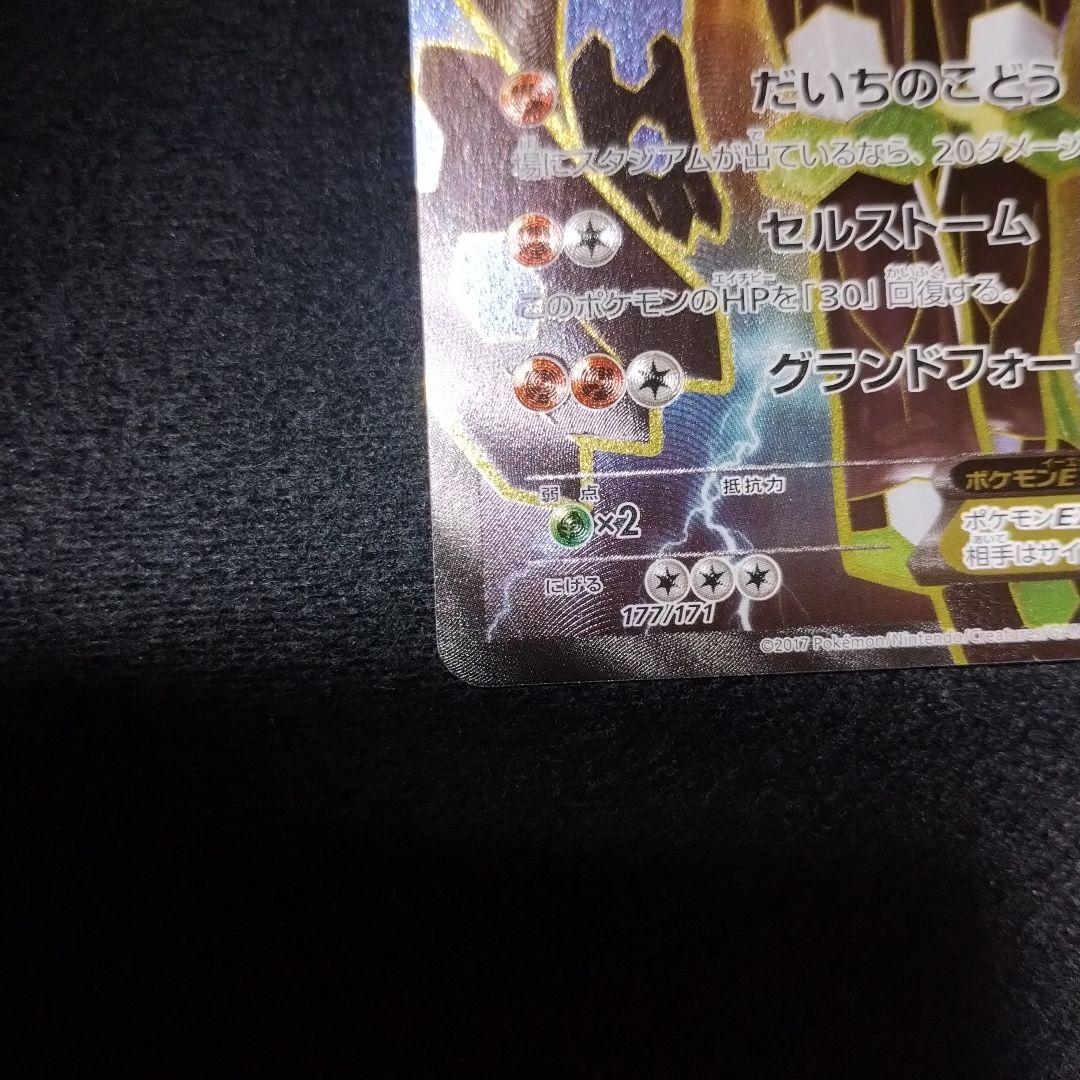 だいちのこどう
場にスタジアムが出ているなら、20ダメージ
セルストーム
このポケモンのHPを「30」回復する。
グランドフォー
弱点
抵抗力
×2
ポケモンE
ポケモンEX
相手はサイ
にげる
177/171
©2017 Pokémon/Nintendo/Creatures/